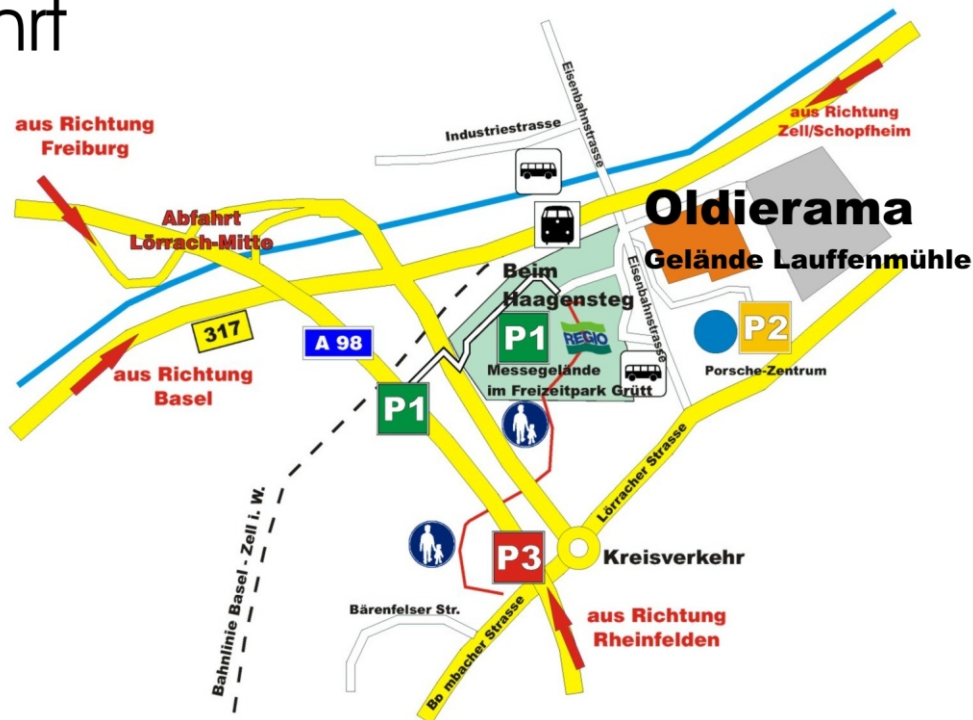 hrt
aus Richtung
Freiburg
Abfahrt
Lörrach-Mitte
Industriestrasse
Eisenbahnstrasse
aus Richtung
Zell/Schopfheim
Oldierama
Gelände Lauffenmühle
Beim
Haagensteg
Eisenbahnstrasse
317
A 98
P1
REGIO
P2
Messegelände
im Freizeitpark Grütt
Porsche-Zentrum
aus Richtung
Basel
P1
Lörracher Strasse
Bahnlinie Basel - Zell i. W.
P3
Kreisverkehr
Bärenfelser Str.
aus Richtung
Rheinfelden
Strasse